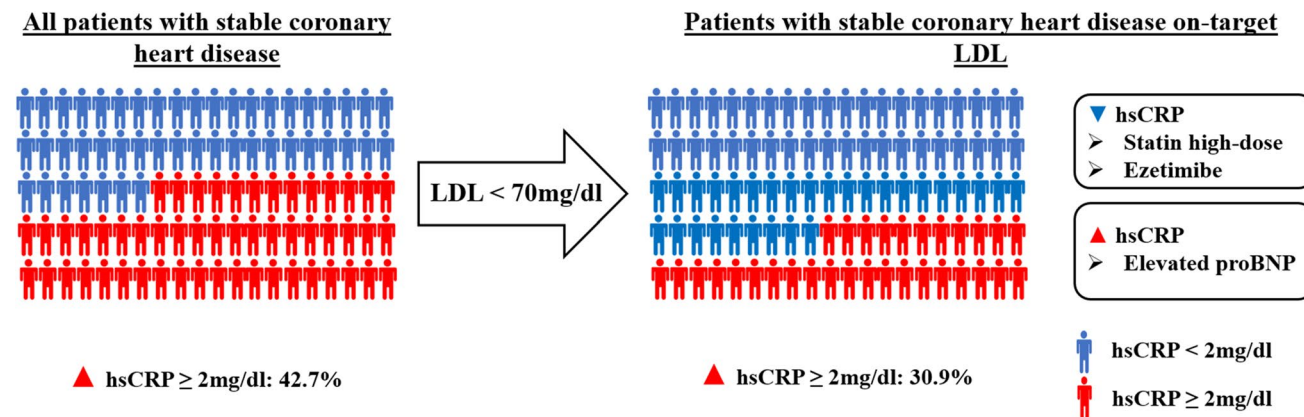 All patients with stable coronary
heart disease
Patients with stable coronary heart disease on-target
LDL
LDL < 70mg/dl
▼ hsCRP
➢ Statin high-dose
➢ Ezetimibe
▲ hsCRP
➢ Elevated proBNP
▲ hsCRP ≥ 2mg/dl: 42.7%
▲ hsCRP ≥ 2mg/dl: 30.9%
hsCRP < 2mg/dl
hsCRP ≥ 2mg/dl